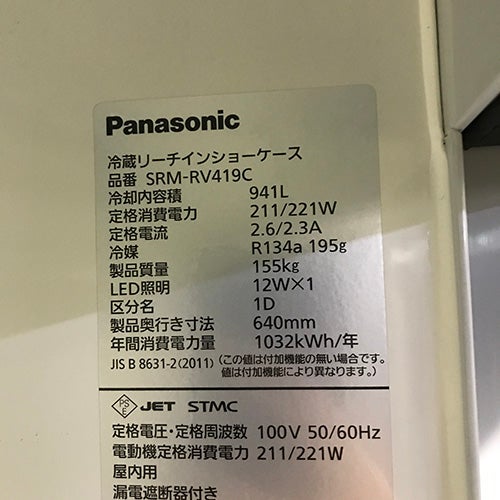 Panasonic
冷蔵リーチインショーケース
品番 SRM-RV419C
冷却内容積 941L
定格消費電力 211/221W
定格電流 2.6/2.3A
冷媒 R134a 195g
製品質量 155kg
LED照明 12W×1
区分名 1D
製品奥行き寸法 640mm
年間消費電力量 1032kWh/年
JIS B 8631-2(2011) (この値は付加機能の無い場合です。
値は付加機能により異なります。)
PS E JET STMC
定格電圧・定格周波数 100V 50/60Hz
電動機定格消費電力 211/221W
屋内用
漏電遮断器付き